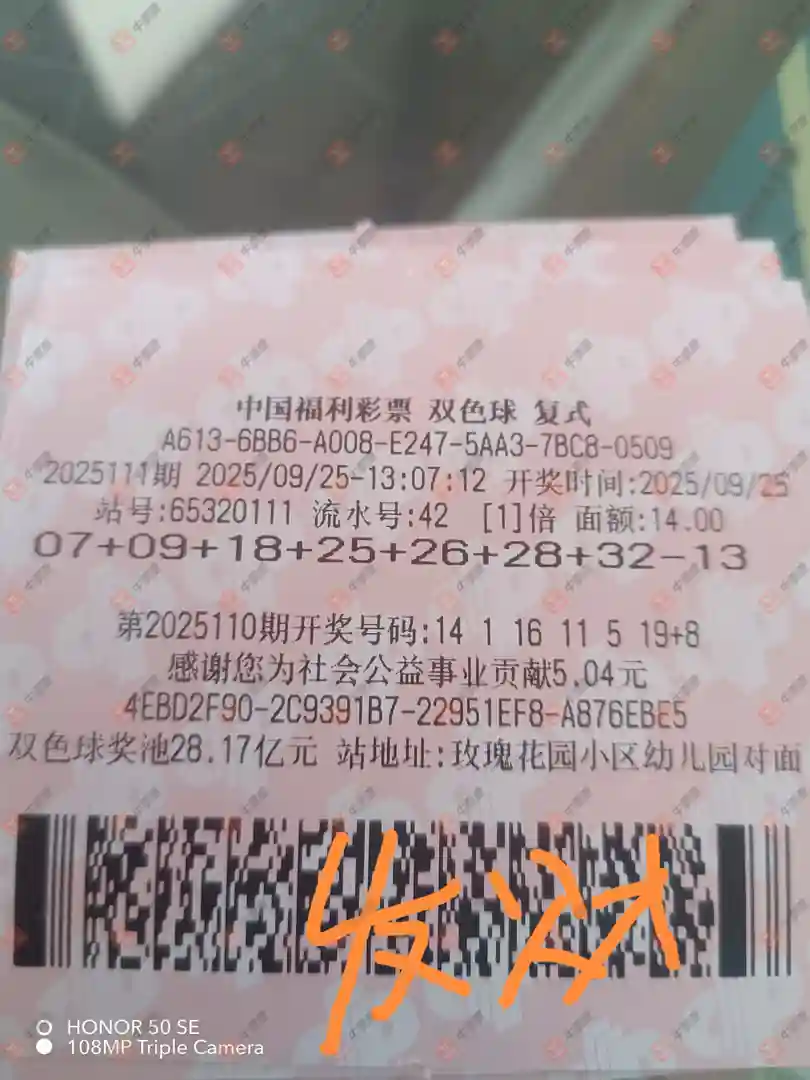 中国福利彩票 双色球 复式
A613-6BB6-A008-E247-5AA3-7BC8-0509
2025111期 2025/09/25-13:07:12 开奖时间:2025/09/25
站号:65320111 流水号:42 [1]倍 面额:14.00
07+09+18+25+26+28+32-13
第2025110期开奖号码:14 1 16 11 5 19+8
感谢您为社会公益事业贡献5.04元
4EBD2F90-2C9391B7-22951EF8-A876EBE5
双色球奖池28.17亿元 站地址:玫瑰花园小区幼儿园对面
发财
HONOR 50 SE
108MP Triple Camera